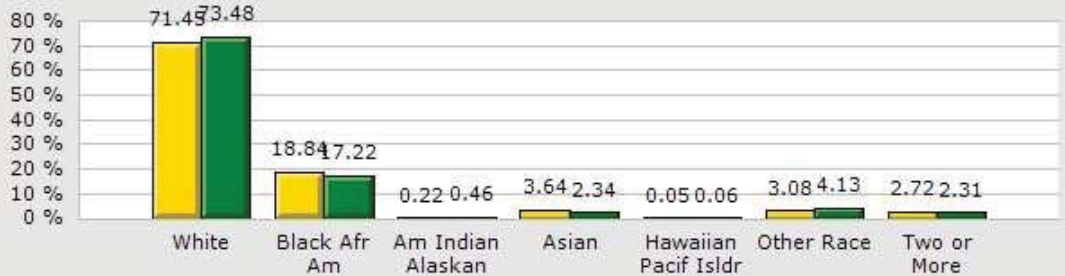 80 %
70 %
60 %
50 %
40 %
30 %
20 %
10 %
0 %
71.45 73.48
18.84 17.22
0.22 0.46
3.64 2.34
0.05 0.06
3.08 4.13
2.72 2.31
White
Black Afr
Am
Am Indian
Alaskan
Asian
Hawaiian
Pacif Isldr
Other Race
Two or
More